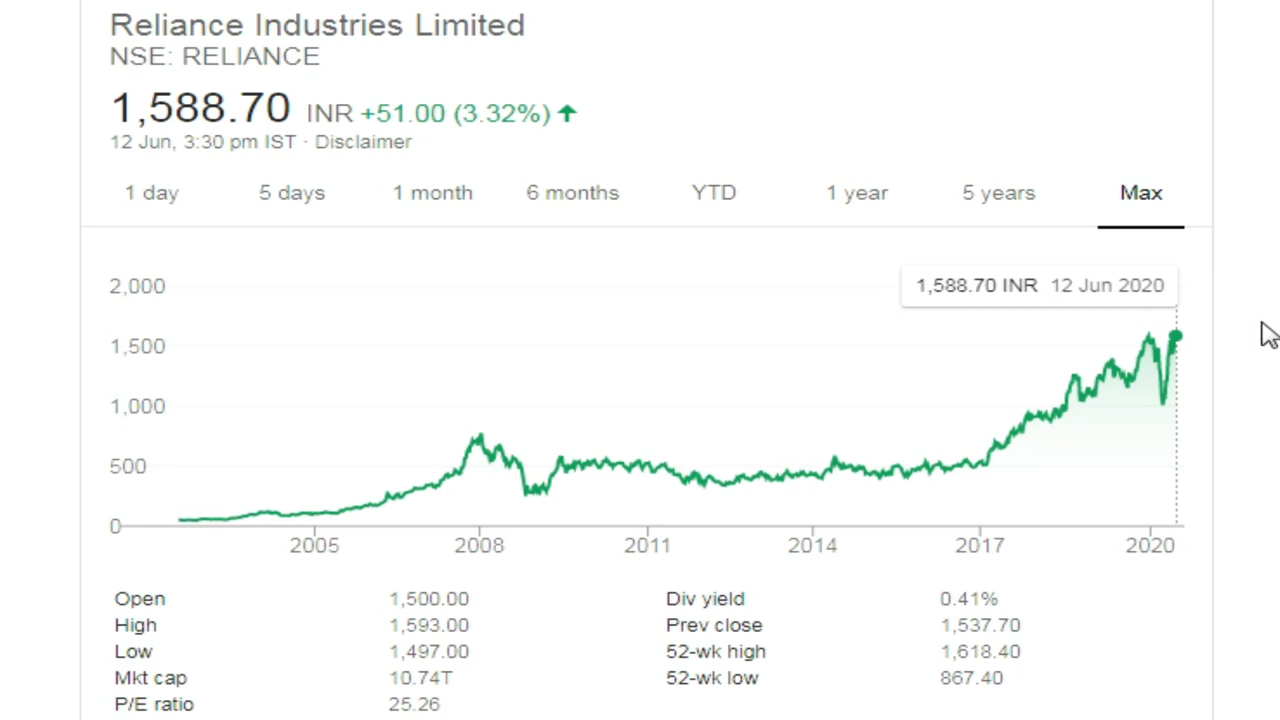 Reliance Industries Limited
NSE: RELIANCE
1,588.70 INR +51.00 (3.32%)
12 Jun, 3:30 pm IST · Disclaimer
1 day 5 days 1 month 6 months YTD 1 year 5 years Max
1,588.70 INR 12 Jun 2020
2,000
1,500
1,000
500
0
2005 2008 2011 2014 2017 2020
Open 1,500.00 Div yield 0.41%
High 1,593.00 Prev close 1,537.70
Low 1,497.00 52-wk high 1,618.40
Mkt cap 10.74T 52-wk low 867.40
P/E ratio 25.26